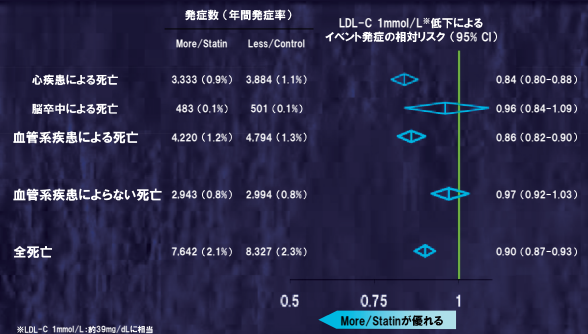 発症数(年間発症率)
LDL-C 1mmol/L※低下による
イベント発症の相対リスク(95% CI)
More/Statin Less/Control
心疾患による死亡 3,333(0.9%) 3,884(1.1%) 0.84(0.80-0.88)
脳卒中による死亡 483(0.1%) 501(0.1%) 0.96(0.84-1.09)
血管系疾患による死亡 4,220(1.2%) 4,794(1.3%) 0.86(0.82-0.90)
血管系疾患によらない死亡 2,943(0.8%) 2,994(0.8%) 0.97(0.92-1.03)
全死亡 7,642(2.1%) 8,327(2.3%) 0.90(0.87-0.93)
0.5 0.75 1
More/Statinが優れる
※LDL-C 1mmol/L:約39mg/dLに相当